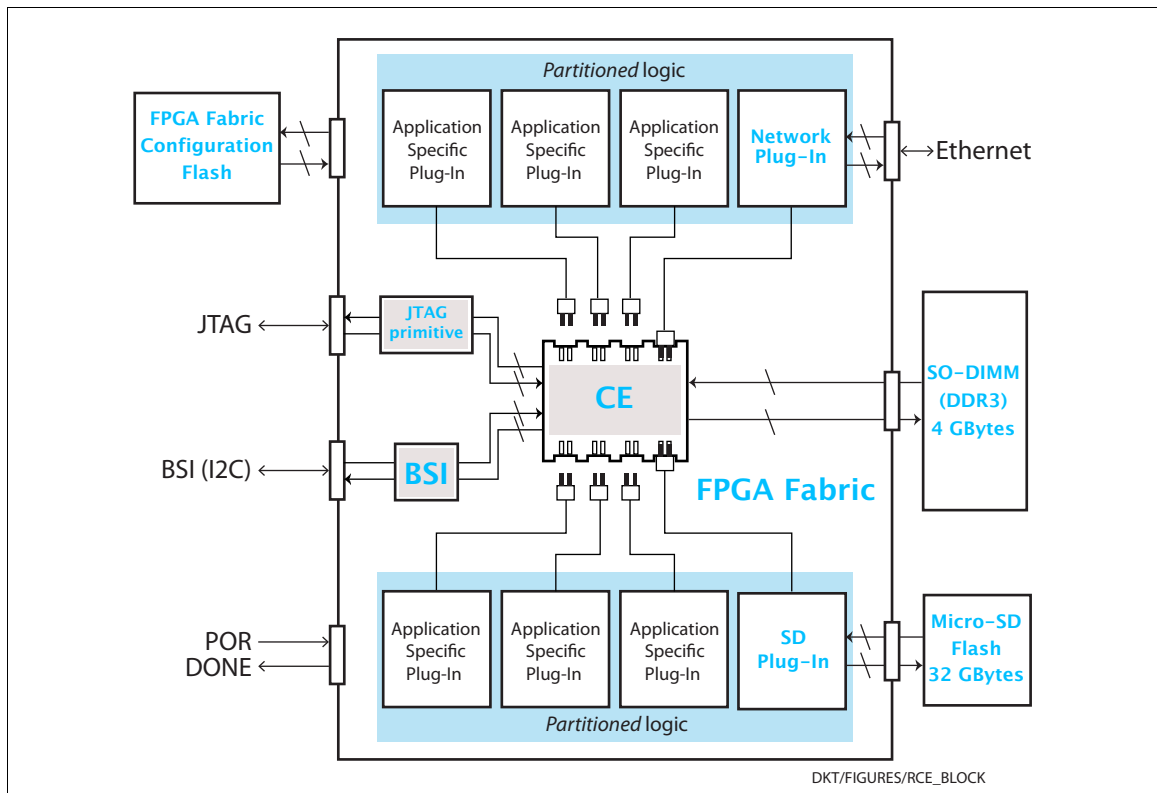 Partitioned logic
FPGA Fabric
Configuration
Flash
Application
Specific
Plug-In
Application
Specific
Plug-In
Application
Specific
Plug-In
Network
Plug-In
Ethernet
JTAG
JTAG
primitive
CE
SO-DIMM
(DDR3)
4 GBytes
BSI (I2C)
BSI
FPGA Fabric
POR
DONE
Application
Specific
Plug-In
Application
Specific
Plug-In
Application
Specific
Plug-In
SD
Plug-In
Micro-SD
Flash
32 GBytes
Partitioned logic
DKT/FIGURES/RCE_BLOCK